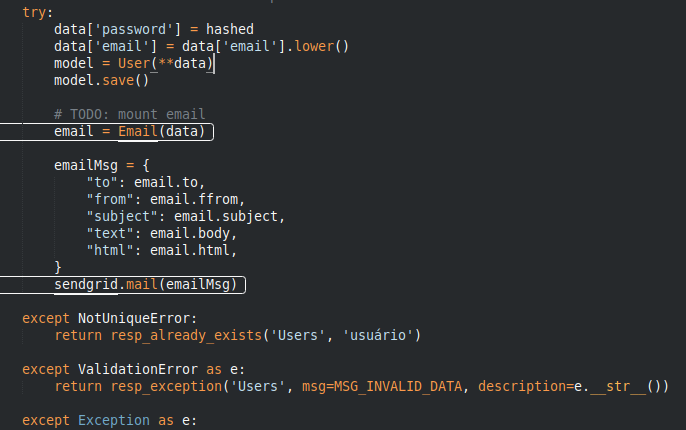 try:
data['password'] = hashed
data['email'] = data['email'].lower()
model = User(**data)
model.save()
# TODO: mount email
email = Email(data)
emailMsg = {
"to": email.to,
"from": email.ffrom,
"subject": email.subject,
"text": email.body,
"html": email.html,
}
sendgrid.mail(emailMsg)
except NotUniqueError:
return resp_already_exists('Users', 'usuário')
except ValidationError as e:
return resp_exception('Users', msg=MSG_INVALID_DATA, description=e.__str__())
except Exception as e: